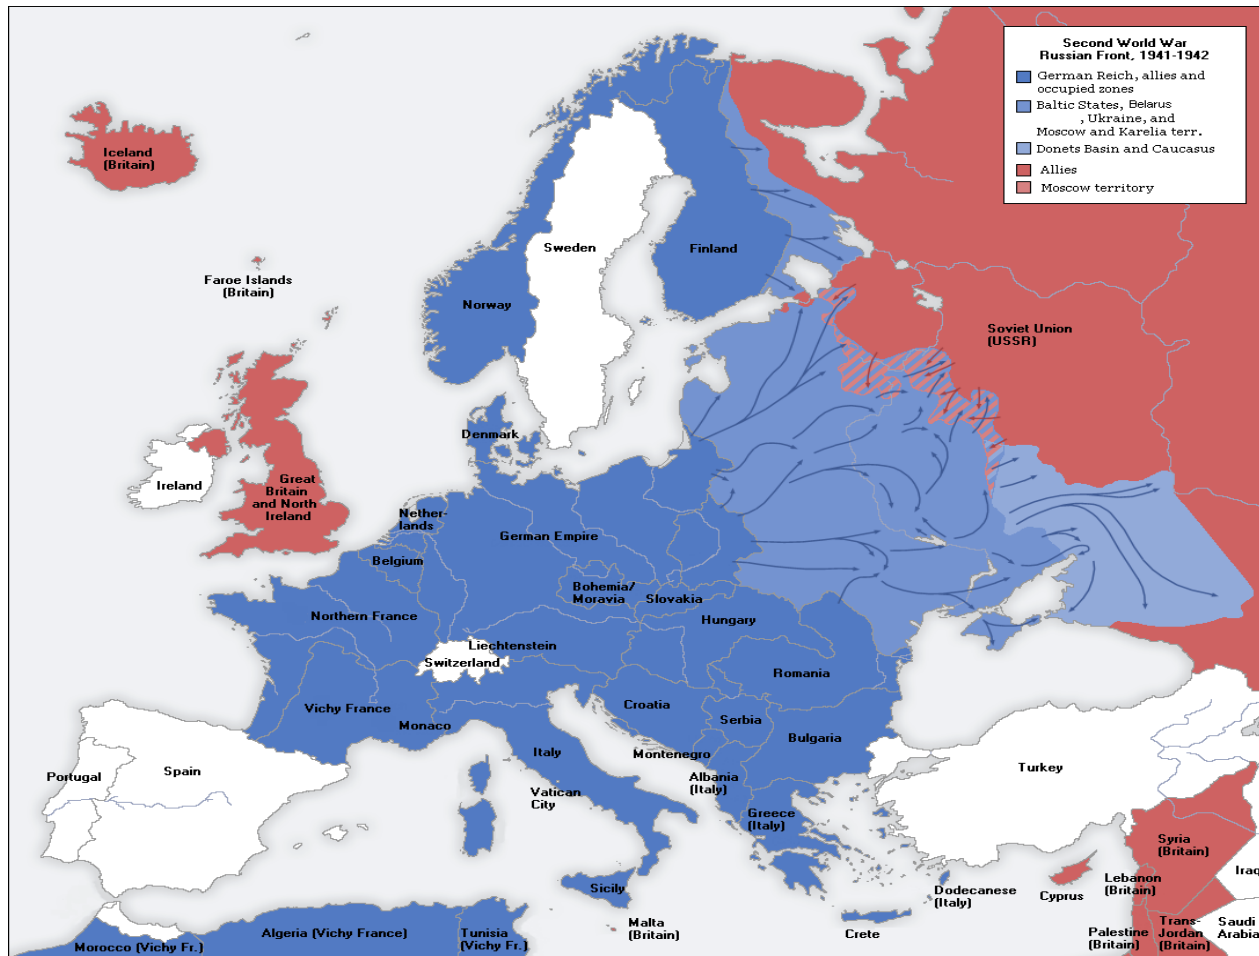 Second World War
Russian Front, 1941-1942
German Reich, allies and
occupied zones
Baltic States, Belarus
, Ukraine, and
Moscow and Karelia terr.
Donets Basin and Caucasus
Allies
Moscow territory
Iceland
(Britain)
Faroe Islands
(Britain)
Sweden
Finland
Norway
Soviet Union
(USSR)
Denmark
Ireland
Great
Britain
and North
Ireland
Nether-
lands
German Empire
Belgium
Bohemia/
Moravia
Slovakia
Northern France
Hungary
Liechtenstein
Switzerland
Romania
Vichy France
Croatia
Monaco
Serbia
Bulgaria
Italy
Montenegro
Portugal
Spain
Turkey
Albania
(Italy)
Vatican
City
Greece
(Italy)
Syria
(Britain)
Iraq
Lebanon
(Britain)
Sicily
Dodecanese
(Italy)
Cyprus
Malta
(Britain)
Crete
Palestine
(Britain)
Trans-
Jordan
(Britain)
Saudi
Arabia
Morocco (Vichy Fr.)
Algeria (Vichy France)
Tunisia
(Vichy Fr.)